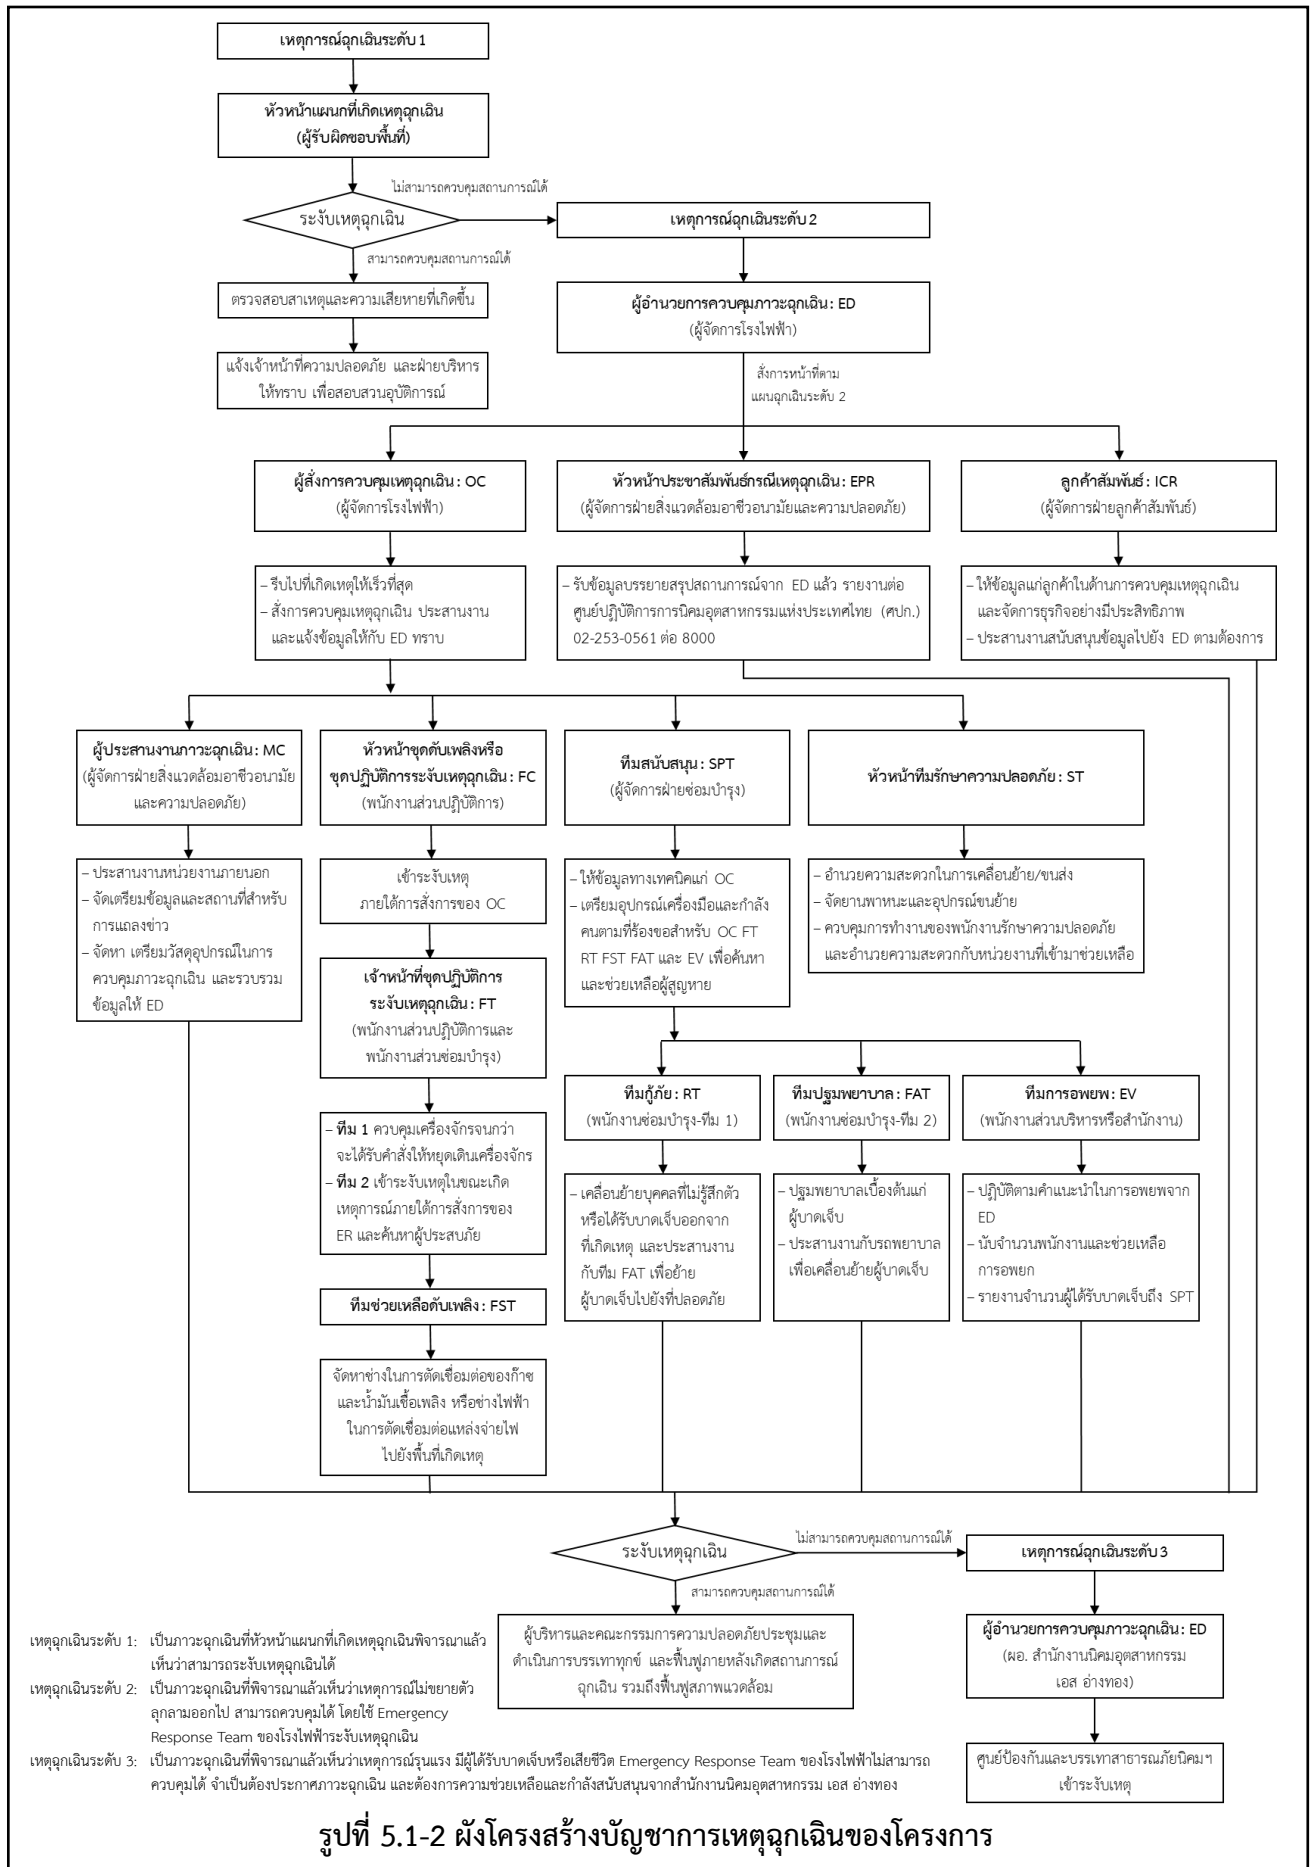 เหตุการณ์ฉุกเฉินระดับ 1
หัวหน้าแผนกที่เกิดเหตุฉุกเฉิน
(ผู้รับผิดชอบพื้นที่)
ไม่สามารถควบคุมสถานการณ์ได้
ระงับเหตุฉุกเฉิน
เหตุการณ์ฉุกเฉินระดับ 2
สามารถควบคุมสถานการณ์ได้
ตรวจสอบสาเหตุและความเสียหายที่เกิดขึ้น
ผู้อำนวยการควบคุมภาวะฉุกเฉิน : ED
(ผู้จัดการโรงไฟฟ้า)
แจ้งเจ้าหน้าที่ความปลอดภัย และฝ่ายบริหาร
ให้ทราบ เพื่อสอบสวนอุบัติการณ์
สั่งการหน้าที่ตาม
แผนฉุกเฉินระดับ 2
ผู้สั่งการควบคุมเหตุฉุกเฉิน : OC
(ผู้จัดการโรงไฟฟ้า)
หัวหน้าประชาสัมพันธ์กรณีเหตุฉุกเฉิน : EPR
(ผู้จัดการฝ่ายสิ่งแวดล้อมอาชีวอนามัยและความปลอดภัย)
ลูกค้าสัมพันธ์ : ICR
(ผู้จัดการฝ่ายลูกค้าสัมพันธ์)
– รีบไปที่เกิดเหตุให้เร็วที่สุด
– สั่งการควบคุมเหตุฉุกเฉิน ประสานงาน
และแจ้งข้อมูลให้กับ ED ทราบ
– รับข้อมูลบรรยายสรุปสถานการณ์จาก ED แล้ว รายงานต่อ
ศูนย์ปฏิบัติการการนิคมอุตสาหกรรมแห่งประเทศไทย (ศปก.)
02-253-0561 ต่อ 8000
– ให้ข้อมูลแก่ลูกค้าในด้านการควบคุมเหตุฉุกเฉิน
และจัดการธุรกิจอย่างมีประสิทธิภาพ
– ประสานงานสนับสนุนข้อมูลไปยัง ED ตามต้องการ
ผู้ประสานงานภาวะฉุกเฉิน : MC
(ผู้จัดการฝ่ายสิ่งแวดล้อมอาชีวอนามัย
และความปลอดภัย)
หัวหน้าชุดดับเพลิงหรือ
ชุดปฏิบัติการระงับเหตุฉุกเฉิน : FC
(พนักงานส่วนปฏิบัติการ)
ทีมสนับสนุน : SPT
(ผู้จัดการฝ่ายซ่อมบำรุง)
หัวหน้าทีมรักษาความปลอดภัย : ST
– ประสานงานหน่วยงานภายนอก
– จัดเตรียมข้อมูลและสถานที่สำหรับ
การแถลงข่าว
– จัดหา เตรียมวัสดุอุปกรณ์ในการ
ควบคุมภาวะฉุกเฉิน และรวบรวม
ข้อมูลให้ ED
เข้าระงับเหตุ
ภายใต้การสั่งการของ OC
– ให้ข้อมูลทางเทคนิคแก่ OC
– เตรียมอุปกรณ์เครื่องมือและกำลัง
คนตามที่ร้องขอสำหรับ OC FT
RT FST FAT และ EV เพื่อค้นหา
และช่วยเหลือผู้สูญหาย
– อำนวยความสะดวกในการเคลื่อนย้าย/ขนส่ง
– จัดยานพาหนะและอุปกรณ์ขนย้าย
– ควบคุมการทำงานของพนักงานรักษาความปลอดภัย
และอำนวยความสะดวกกับหน่วยงานที่เข้ามาช่วยเหลือ
เจ้าหน้าที่ชุดปฏิบัติการ
ระงับเหตุฉุกเฉิน : FT
(พนักงานส่วนปฏิบัติการและ
พนักงานส่วนซ่อมบำรุง)
ทีมกู้ภัย : RT
(พนักงานซ่อมบำรุง-ทีม 1)
ทีมปฐมพยาบาล : FAT
(พนักงานซ่อมบำรุง-ทีม 2)
ทีมการอพยพ : EV
(พนักงานส่วนบริหารหรือสำนักงาน)
– ทีม 1 ควบคุมเครื่องจักรจนกว่า
จะได้รับคำสั่งให้หยุดเดินเครื่องจักร
– ทีม 2 เข้าระงับเหตุในขณะเกิด
เหตุการณ์ภายใต้การสั่งการของ
ER และค้นหาผู้ประสบภัย
– เคลื่อนย้ายบุคคลที่ไม่รู้สึกตัว
หรือได้รับบาดเจ็บออกจาก
ที่เกิดเหตุ และประสานงาน
กับทีม FAT เพื่อย้าย
ผู้บาดเจ็บไปยังที่ปลอดภัย
– ปฐมพยาบาลเบื้องต้นแก่
ผู้บาดเจ็บ
– ประสานงานกับรถพยาบาล
เพื่อเคลื่อนย้ายผู้บาดเจ็บ
– ปฏิบัติตามคำแนะนำในการอพยพจาก
ED
– นับจำนวนพนักงานและช่วยเหลือ
การอพยก
– รายงานจำนวนผู้ได้รับบาดเจ็บถึง SPT
ทีมช่วยเหลือดับเพลิง : FST
จัดหาช่างในการตัดเชื่อมต่อของก๊าซ
และน้ำมันเชื้อเพลิง หรือช่างไฟฟ้า
ในการตัดเชื่อมต่อแหล่งจ่ายไฟ
ไปยังพื้นที่เกิดเหตุ
ระงับเหตุฉุกเฉิน
ไม่สามารถควบคุมสถานการณ์ได้
เหตุการณ์ฉุกเฉินระดับ 3
สามารถควบคุมสถานการณ์ได้
ผู้บริหารและคณะกรรมการความปลอดภัยประชุมและ
ดำเนินการบรรเทาทุกข์ และฟื้นฟูภายหลังเกิดสถานการณ์
ฉุกเฉิน รวมถึงฟื้นฟูสภาพแวดล้อม
ผู้อำนวยการควบคุมภาวะฉุกเฉิน : ED
(ผอ. สำนักงานนิคมอุตสาหกรรม
เอส อ่างทอง)
ศูนย์ป้องกันและบรรเทาสาธารณภัยนิคมฯ
เข้าระงับเหตุ
เหตุฉุกเฉินระดับ 1: เป็นภาวะฉุกเฉินที่หัวหน้าแผนกที่เกิดเหตุฉุกเฉินพิจารณาแล้ว
เห็นว่าสามารถระงับเหตุฉุกเฉินได้
เหตุฉุกเฉินระดับ 2: เป็นภาวะฉุกเฉินที่พิจารณาแล้วเห็นว่าเหตุการณ์ไม่ขยายตัว
ลุกลามออกไป สามารถควบคุมได้ โดยใช้ Emergency
Response Team ของโรงไฟฟ้าระงับเหตุฉุกเฉิน
เหตุฉุกเฉินระดับ 3: เป็นภาวะฉุกเฉินที่พิจารณาแล้วเห็นว่าเหตุการณ์รุนแรง มีผู้ได้รับบาดเจ็บหรือเสียชีวิต Emergency Response Team ของโรงไฟฟ้าไม่สามารถ
ควบคุมได้ จำเป็นต้องประกาศภาวะฉุกเฉิน และต้องการความช่วยเหลือและกำลังสนับสนุนจากสำนักงานนิคมอุตสาหกรรม เอส อ่างทอง
รูปที่ 5.1-2 ผังโครงสร้างบัญชาการเหตุฉุกเฉินของโครงการ